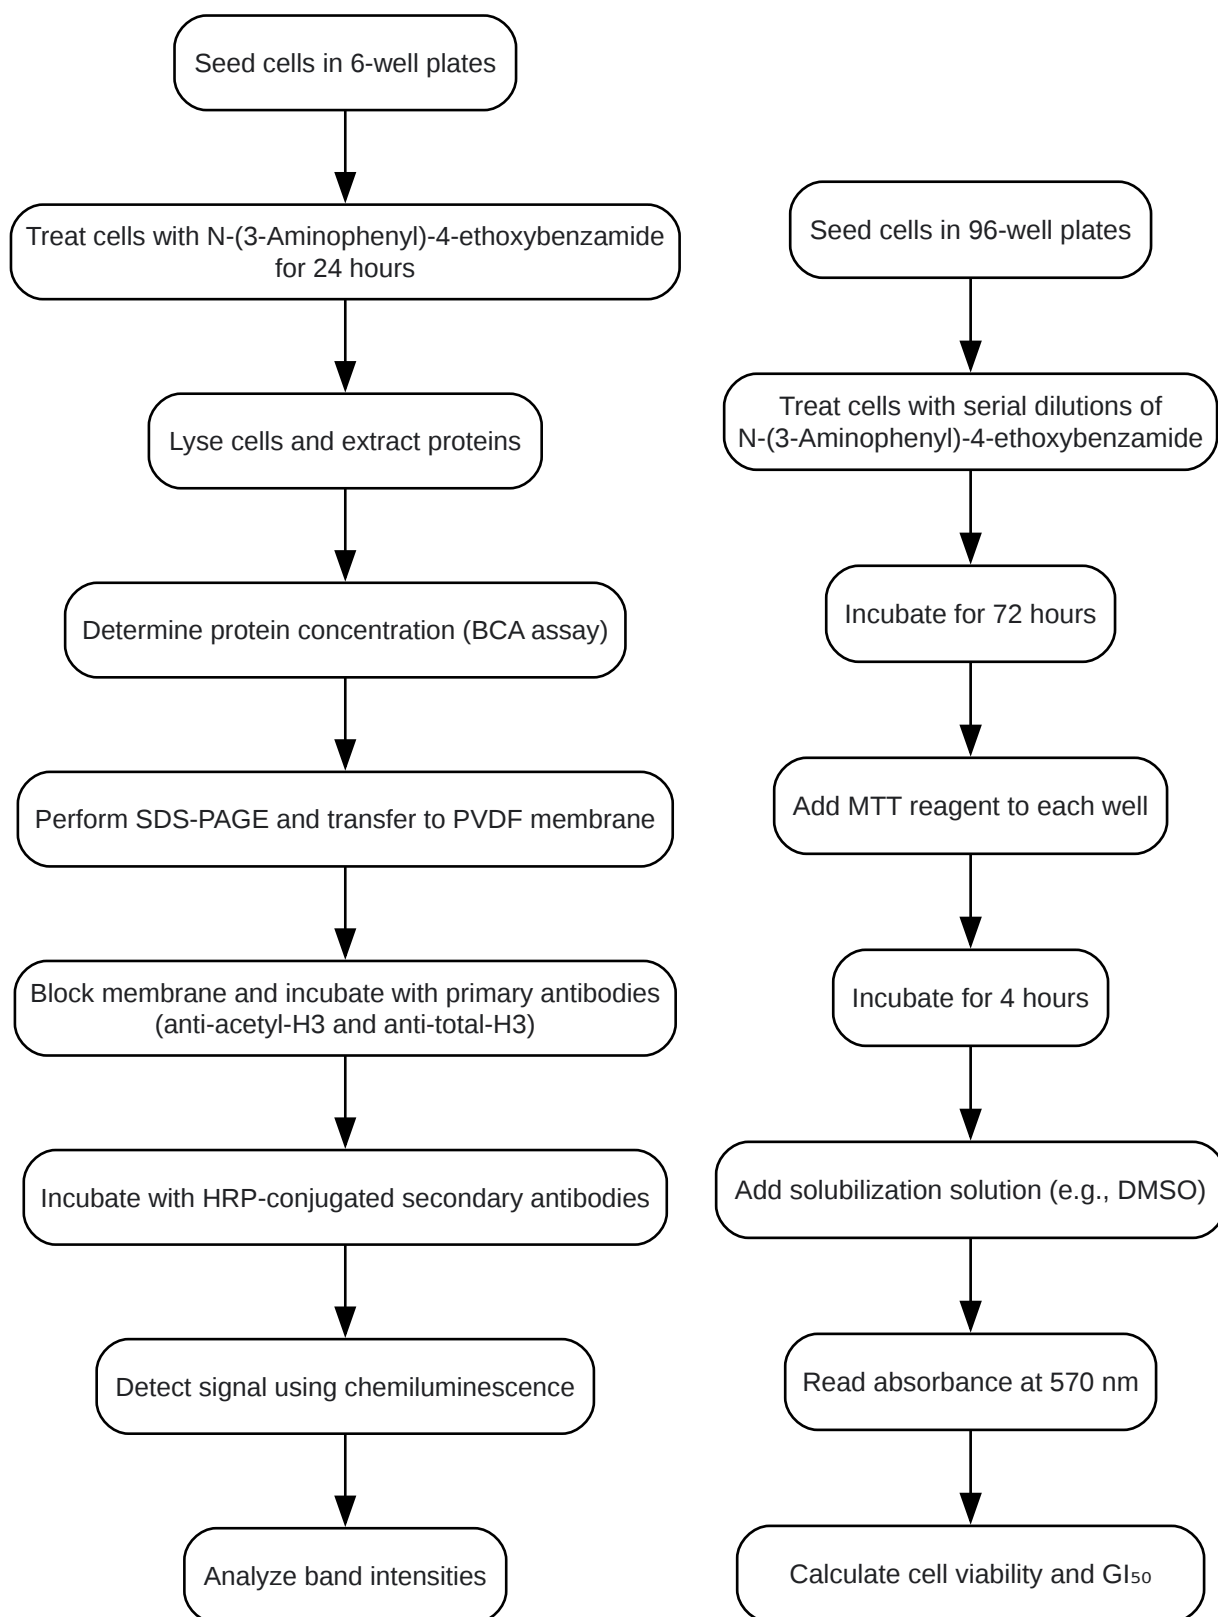 Seed cells in 6-well plates
Treat cells with N-(3-Aminophenyl)-4-ethoxybenzamide
for 24 hours
Lyse cells and extract proteins
Determine protein concentration (BCA assay)
Perform SDS-PAGE and transfer to PVDF membrane
Block membrane and incubate with primary antibodies
(anti-acetyl-H3 and anti-total-H3)
Incubate with HRP-conjugated secondary antibodies
Detect signal using chemiluminescence
Analyze band intensities
Seed cells in 96-well plates
Treat cells with serial dilutions of
N-(3-Aminophenyl)-4-ethoxybenzamide
Incubate for 72 hours
Add MTT reagent to each well
Incubate for 4 hours
Add solubilization solution (e.g., DMSO)
Read absorbance at 570 nm
Calculate cell viability and GI₅₀